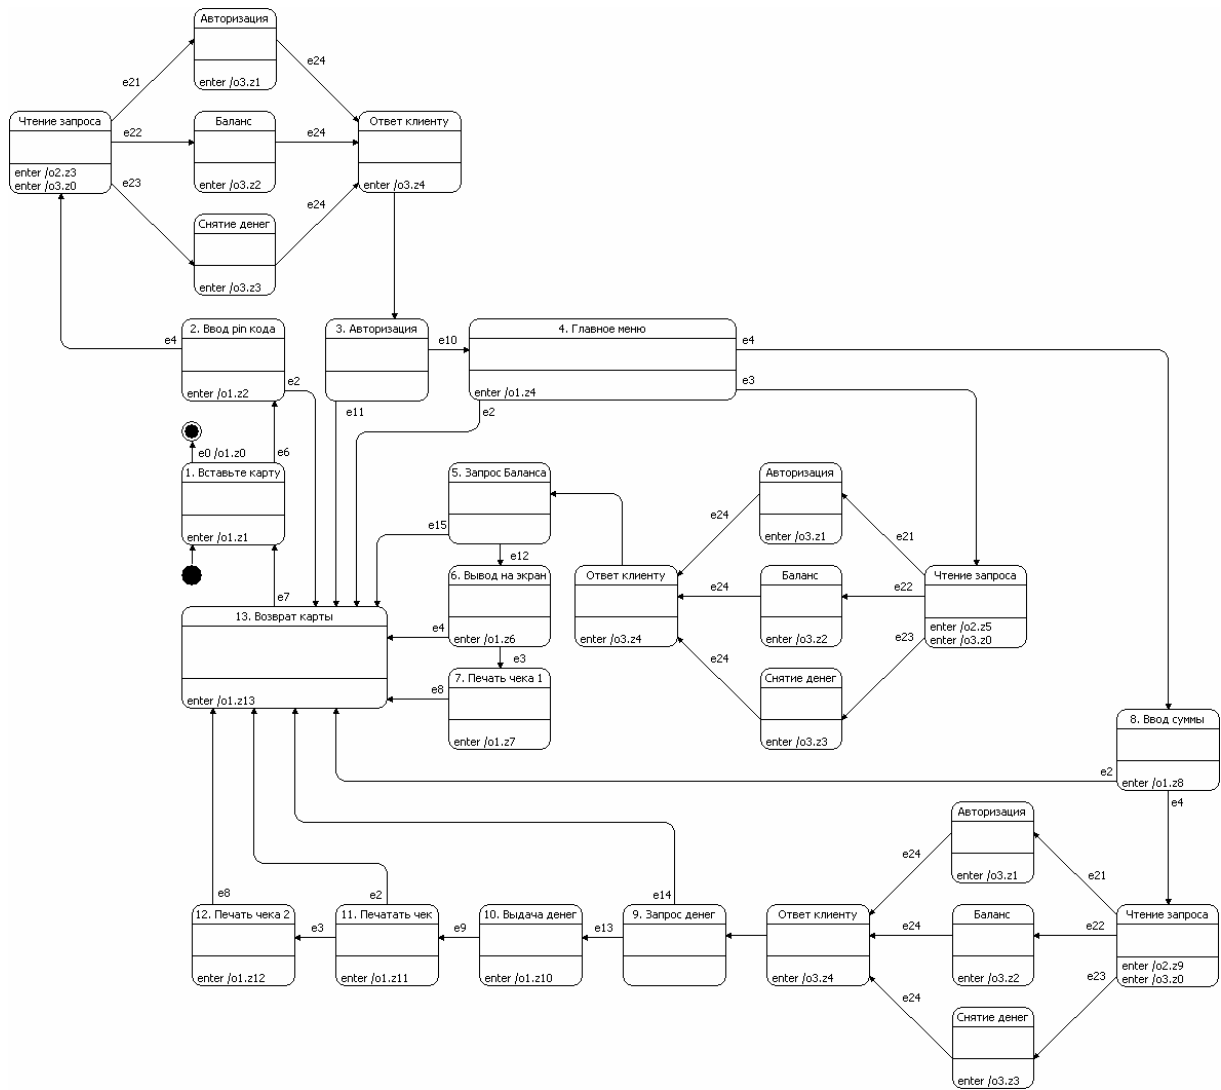 Авторизация
enter /o3.z1
e21
e24
Чтение запроса
enter /o2.z3
enter /o3.z0
e22
Баланс
enter /o3.z2
e24
Ответ клиенту
enter /o3.z4
e23
Снятие денег
enter /o3.z3
e24
e4
2. Ввод pin кода
enter /o1.z2
e2
3. Авторизация
e10
e11
4. Главное меню
enter /o1.z4
e4
e3
e2
e0 /o1.z0
e6
1. Вставьте карту
enter /o1.z1
e7
5. Запрос Баланса
e15
e12
6. Вывод на экран
enter /o1.z6
e4
e3
7. Печать чека 1
enter /o1.z7
e8
13. Возврат карты
enter /o1.z13
Авторизация
enter /o3.z1
e24
e21
Ответ клиенту
enter /o3.z4
e24
Баланс
enter /o3.z2
e22
Чтение запроса
enter /o2.z5
enter /o3.z0
e24
Снятие денег
enter /o3.z3
e23
8. Ввод суммы
enter /o1.z8
e2
e4
Авторизация
enter /o3.z1
e24
e21
e8
12. Печать чека 2
enter /o1.z12
e3
e2
11. Печатать чек
enter /o1.z11
e9
10. Выдача денег
enter /o1.z10
e13
e14
9. Запрос денег
Ответ клиенту
enter /o3.z4
e24
Баланс
enter /o3.z2
e22
Чтение запроса
enter /o2.z9
enter /o3.z0
e24
e23
Снятие денег
enter /o3.z3